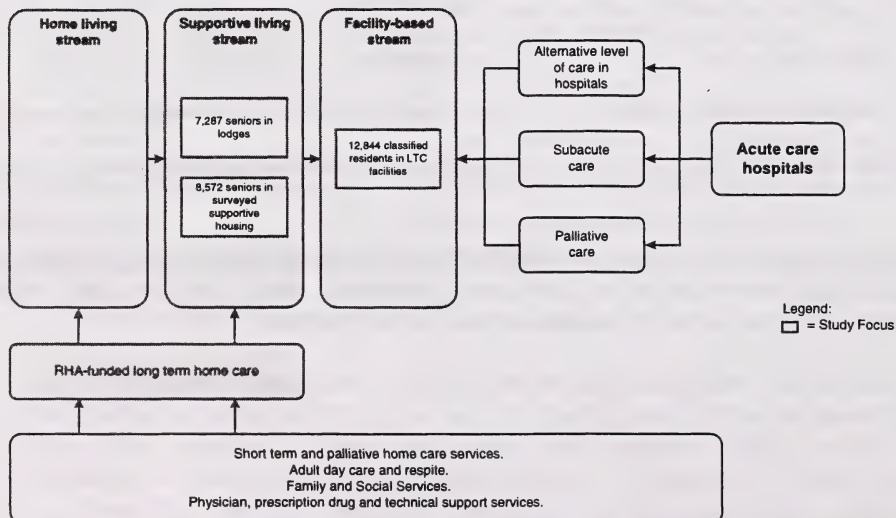 Home living
stream
Supportive living
stream
Facility-based
stream
7,287 seniors in
lodges
8,572 seniors in
surveyed
supportive
housing
12,844 classified
residents in LTC
facilities
Alternative level
of care in
hospitals
Subacute
care
Palliative
care
Acute care
hospitals
Legend:
= Study Focus
RHA-funded long term home care
Short term and palliative home care services.
Adult day care and respite.
Family and Social Services.
Physician, prescription drug and technical support services.